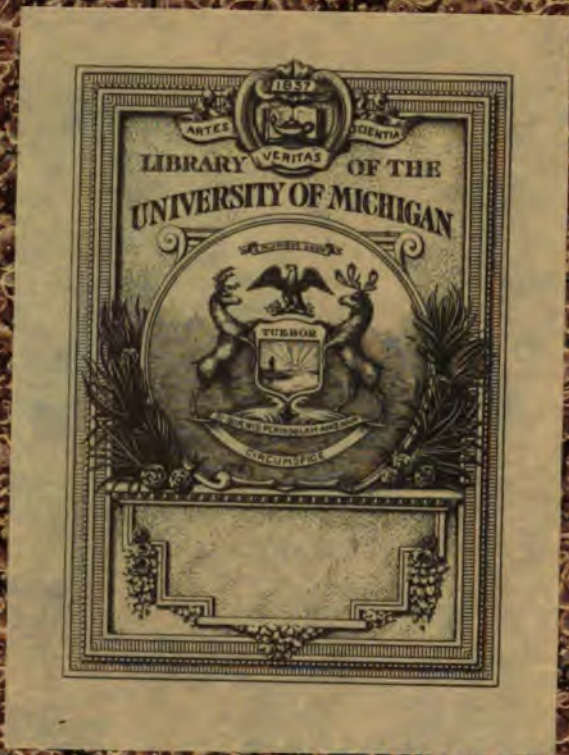 1837
ARTES SCIENTIA
VERITAS
LIBRARY OF THE
UNIVERSITY OF MICHIGAN
TUEBOR
CIRCUMSPICE